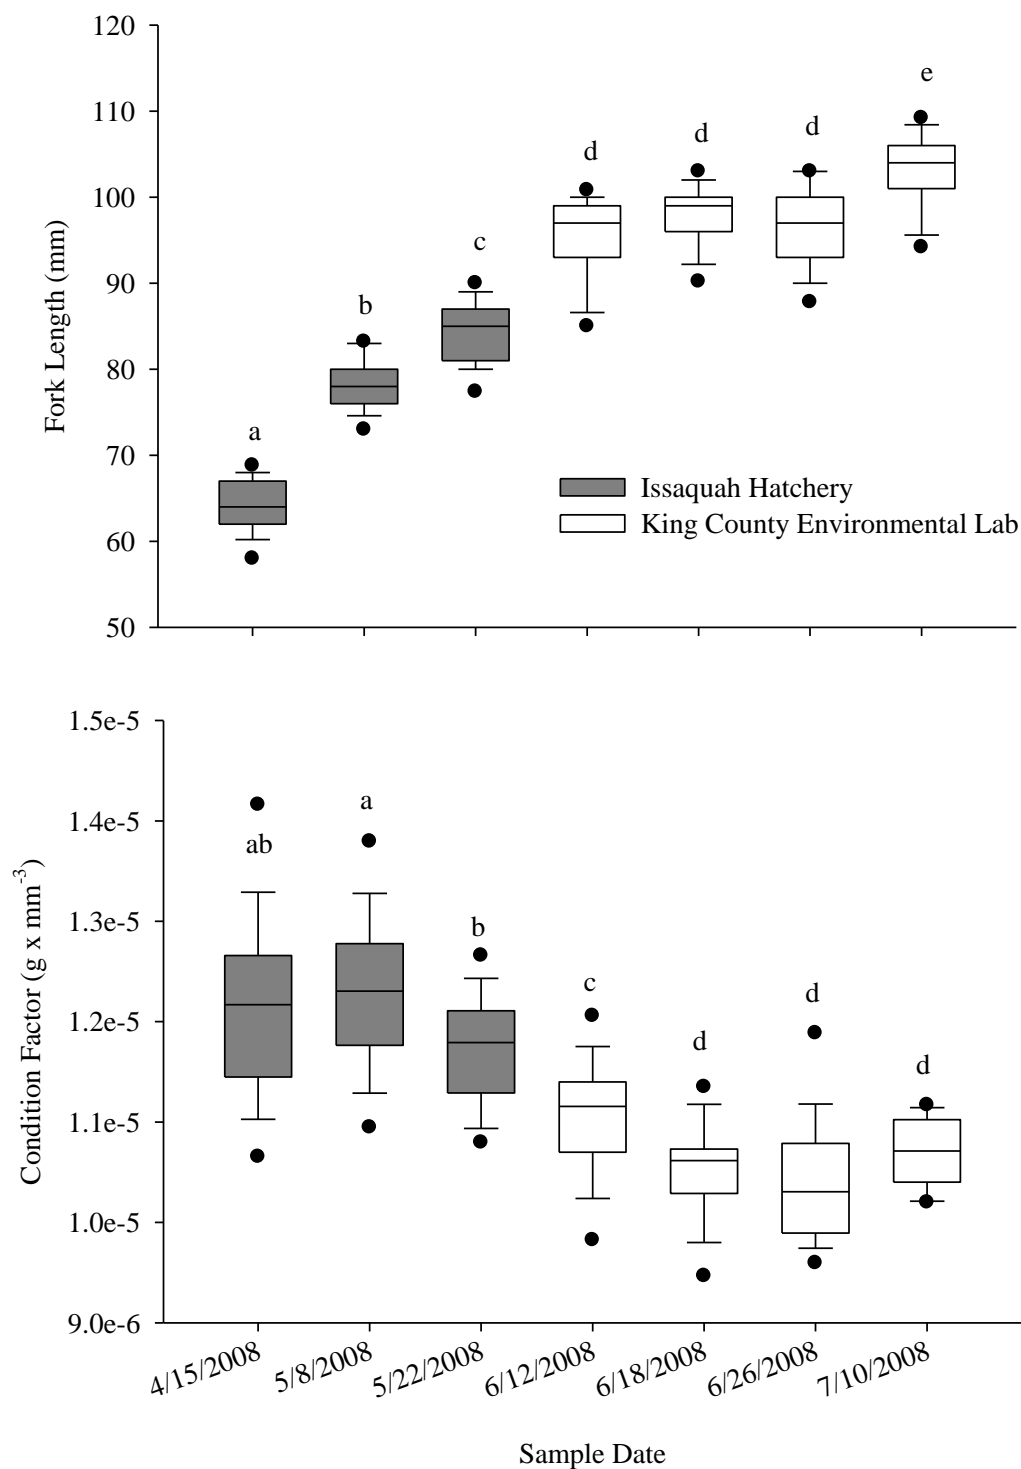 120
110
100
90
80
70
60
50
Fork Length (mm)
a
b
c
d
d
d
e
Issaquah Hatchery
King County Environmental Lab
1.5e-5
1.4e-5
1.3e-5
1.2e-5
1.1e-5
1.0e-5
9.0e-6
Condition Factor (g x mm⁻³)
ab
a
b
c
d
d
d
4/15/2008
5/8/2008
5/22/2008
6/12/2008
6/18/2008
6/26/2008
7/10/2008
Sample Date